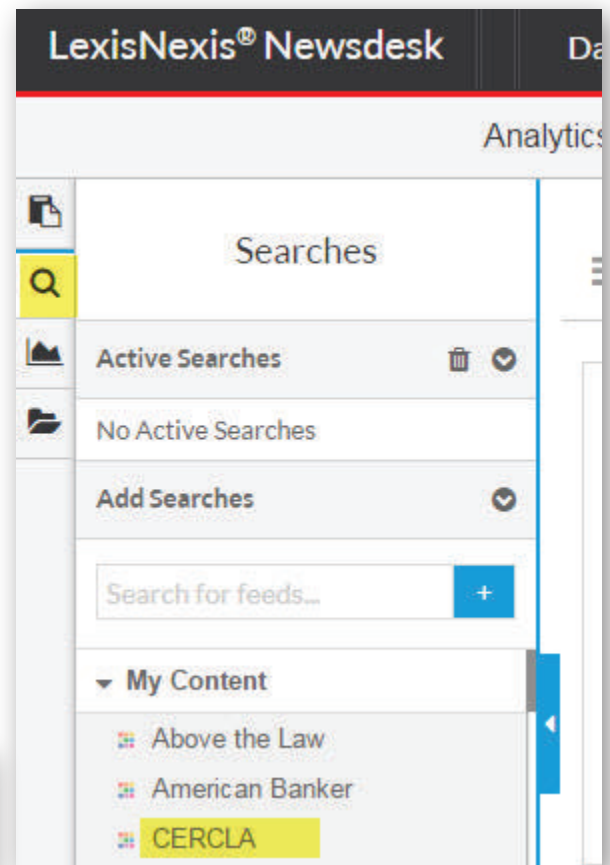 LexisNexis® Newsdesk
Analytics
Searches
Active Searches
No Active Searches
Add Searches
Search for feeds...
+
My Content
Above the Law
American Banker
CERCLA